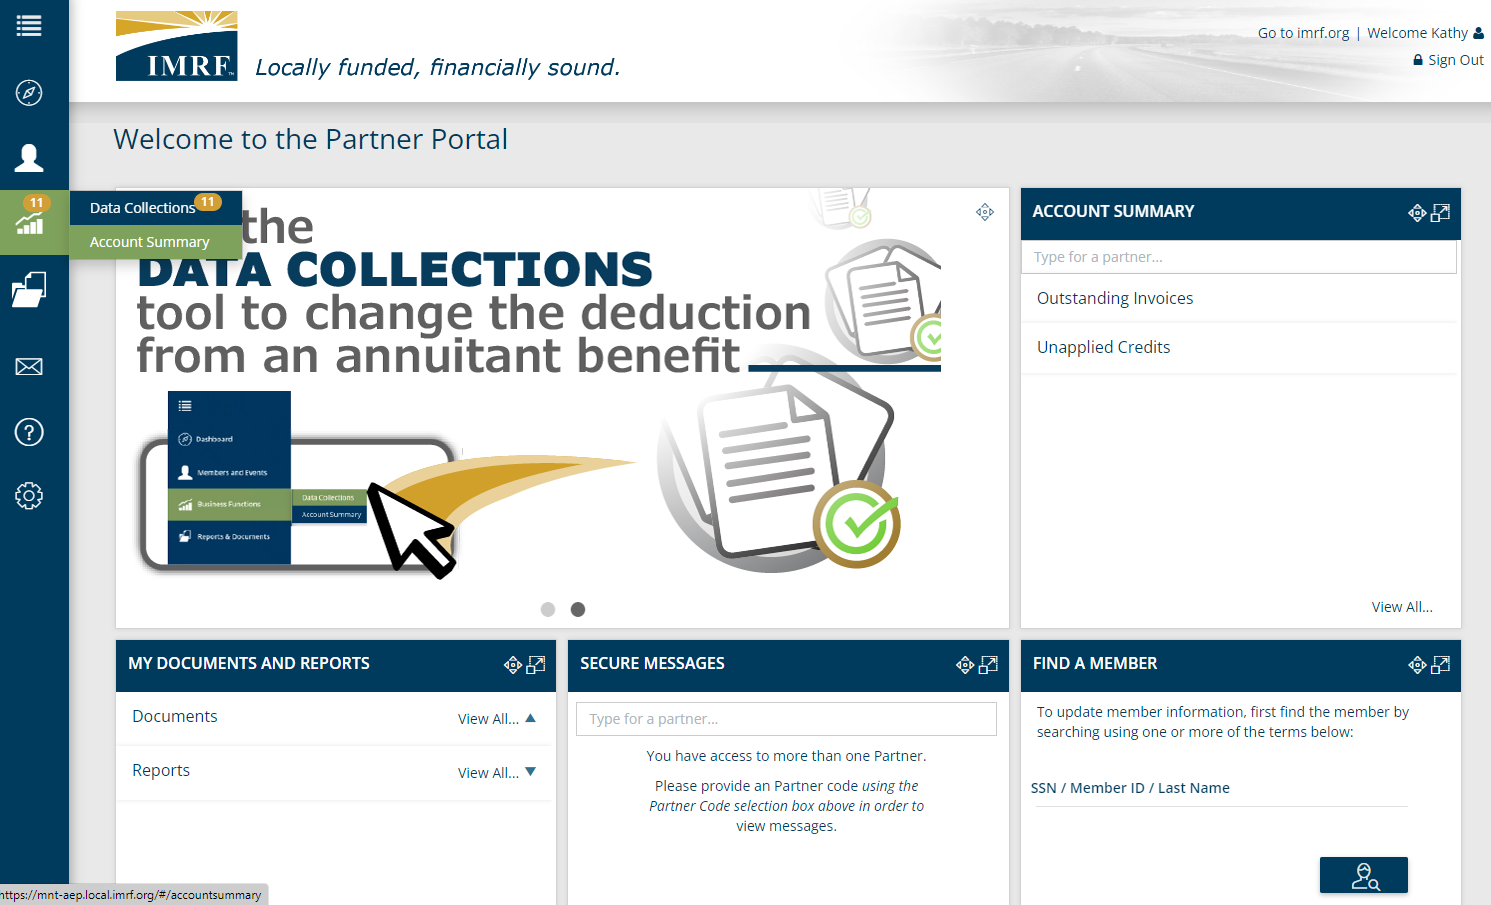 IMRF
Locally funded, financially sound.
Go to imrf.org | Welcome Kathy
Sign Out
Welcome to the Partner Portal
11
Data Collections 11
Account Summary
the
DATA COLLECTIONS
tool to change the deduction
from an annuitant benefit
Dashboard
Members and Events
Business Functions
Data Collections
Account Summary
Reports & Documents
ACCOUNT SUMMARY
Type for a partner...
Outstanding Invoices
Unapplied Credits
View All...
MY DOCUMENTS AND REPORTS
Documents View All...
Reports View All...
SECURE MESSAGES
Type for a partner...
You have access to more than one Partner.
Please provide an Partner code using the
Partner Code selection box above in order to
view messages.
FIND A MEMBER
To update member information, first find the member by
searching using one or more of the terms below:
SSN / Member ID / Last Name
https://mnt-aep.local.imrf.org/#/accountsummary